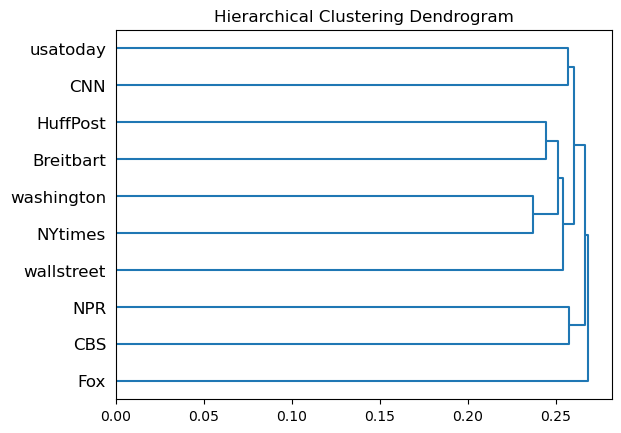 Hierarchical Clustering Dendrogram
usatoday
CNN
HuffPost
Breitbart
washington
NYtimes
wallstreet
NPR
CBS
Fox
0.00 0.05 0.10 0.15 0.20 0.25